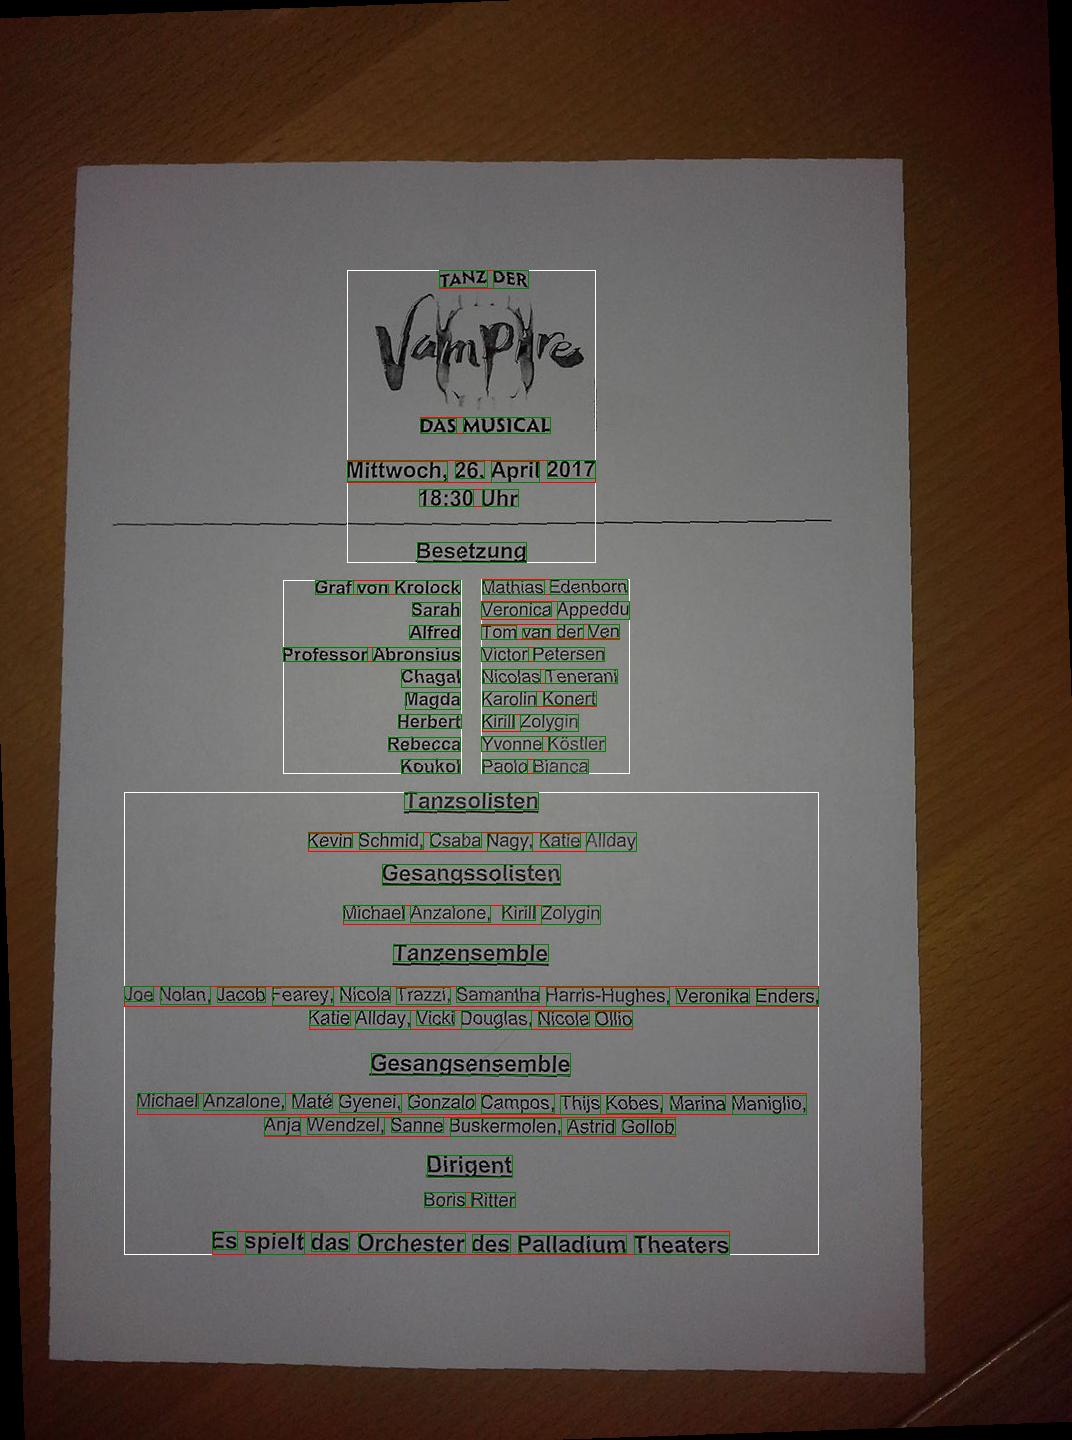 TANZ DER
Vampire
DAS MUSICAL
Mittwoch, 26. April 2017
18:30 Uhr
Besetzung
Graf von Krolock Mathias Edenborn
Sarah Veronica Appeddu
Alfred Tom van der Ven
Professor Abronsius Victor Petersen
Chagal Nicolas Tenerani
Magda Karolin Konert
Herbert Kirill Zolygin
Rebecca Yvonne Köstler
Koukol Paolo Bianca
Tanzsolisten
Kevin Schmid, Csaba Nagy, Katie Allday
Gesangssolisten
Michael Anzalone, Kirill Zolygin
Tanzensemble
Joe Nolan, Jacob Fearey, Nicola Trazzi, Samantha Harris-Hughes, Veronika Enders,
Katie Allday, Vicki Douglas, Nicole Ollio
Gesangsensemble
Michael Anzalone, Maté Gyenei, Gonzalo Campos, Thijs Kobes, Marina Maniglio,
Anja Wendzel, Sanne Buskermolen, Astrid Gollob
Dirigent
Boris Ritter
Es spielt das Orchester des Palladium Theaters